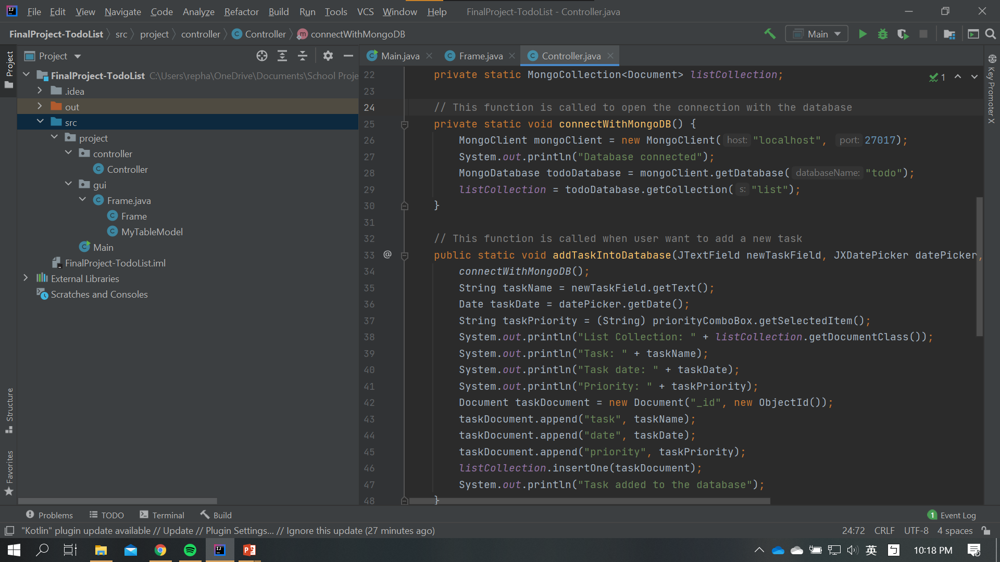 File Edit View Navigate Code Analyze Refactor Build Run Tools VCS Window Help FinalProject-TodoList - Controller.java
FinalProject-TodoList src project controller Controller connectWithMongoDB
Main
Project
Main.java Frame.java Controller.java
Project
Structure
Favorites
Key Promoter X
FinalProject-TodoList C:\Users\repha\OneDrive\Documents\School Proje
.idea
out
src
project
controller
Controller
gui
Frame.java
Frame
MyTableModel
Main
FinalProject-TodoList.iml
External Libraries
Scratches and Consoles
1
22 private static MongoCollection<Document> listCollection;
23
24 // This function is called to open the connection with the database
25 private static void connectWithMongoDB() {
26 MongoClient mongoClient = new MongoClient( host: "localhost", port: 27017);
27 System.out.println("Database connected");
28 MongoDatabase todoDatabase = mongoClient.getDatabase( databaseName: "todo");
29 listCollection = todoDatabase.getCollection( s: "list");
30 }
31
32 // This function is called when user want to add a new task
33 @ public static void addTaskIntoDatabase(JTextField newTaskField, JXDatePicker datePicker,
34 connectWithMongoDB();
35 String taskName = newTaskField.getText();
36 Date taskDate = datePicker.getDate();
37 String taskPriority = (String) priorityComboBox.getSelectedItem();
38 System.out.println("List Collection: " + listCollection.getDocumentClass());
39 System.out.println("Task: " + taskName);
40 System.out.println("Task date: " + taskDate);
41 System.out.println("Priority: " + taskPriority);
42 Document taskDocument = new Document("_id", new ObjectId());
43 taskDocument.append("task", taskName);
44 taskDocument.append("date", taskDate);
45 taskDocument.append("priority", taskPriority);
46 listCollection.insertOne(taskDocument);
47 System.out.println("Task added to the database");
48 }
Problems TODO Terminal Build 1 Event Log
"Kotlin" plugin update available // Update // Plugin Settings... // Ignore this update (27 minutes ago) 24:72 CRLF UTF-8 4 spaces
英 ㄅ 10:18 PM